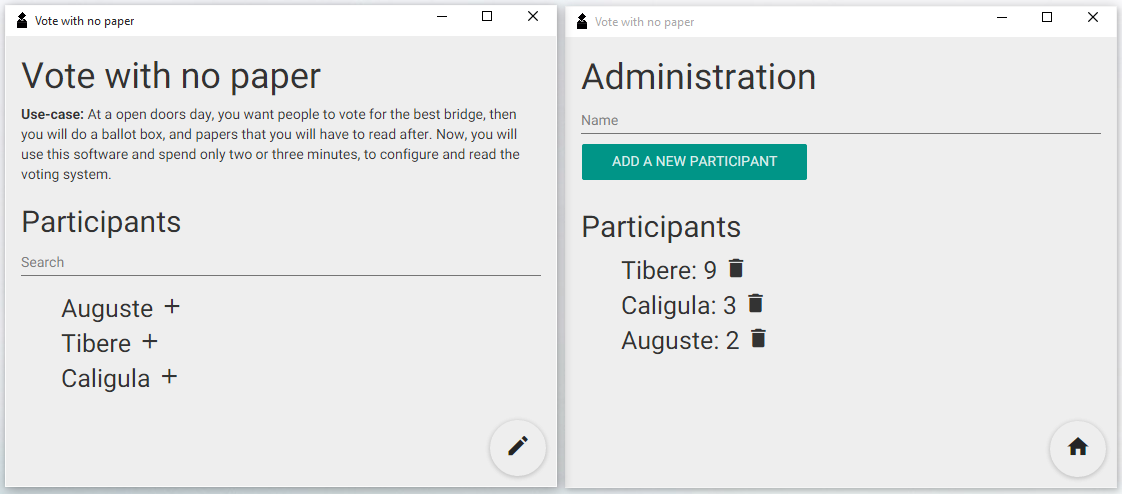 Vote with no paper
Vote with no paper
Use-case: At a open doors day, you want people to vote for the best bridge, then
you will do a ballot box, and papers that you will have to read after. Now, you will
use this software and spend only two or three minutes, to configure and read the
voting system.
Participants
Search
Auguste +
Tibere +
Caligula +
Vote with no paper
Administration
Name
ADD A NEW PARTICIPANT
Participants
Tibere: 9
Caligula: 3
Auguste: 2